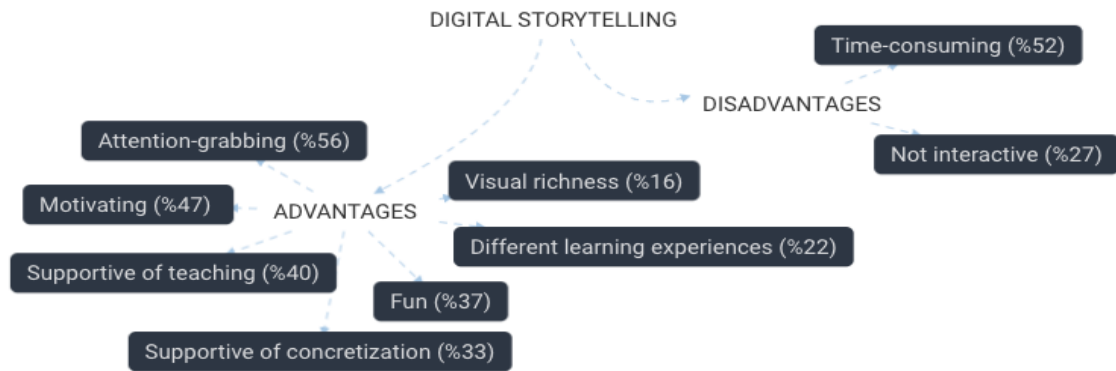 DIGITAL STORYTELLING
Time-consuming (%52)
DISADVANTAGES
Attention-grabbing (%56)
Not interactive (%27)
Visual richness (%16)
Motivating (%47)
ADVANTAGES
Different learning experiences (%22)
Supportive of teaching (%40)
Fun (%37)
Supportive of concretization (%33)